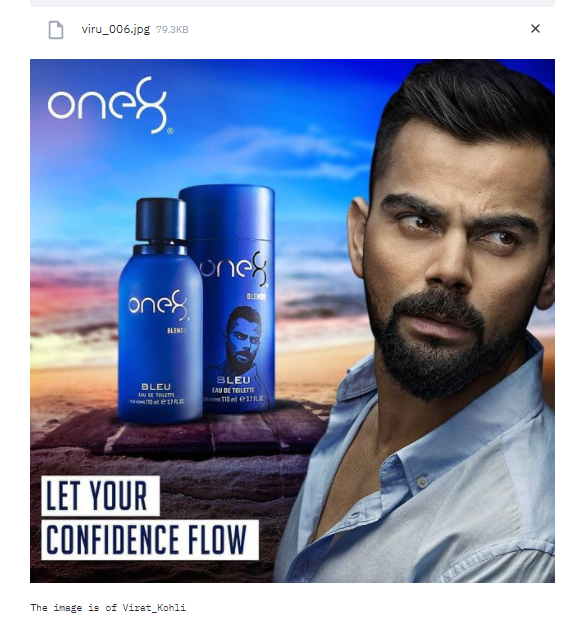 viru_006.jpg 79.3KB
one8
®
one8
BLENDS
BLEU
EAU DE TOILETTE
110 ml ℮ 3.7 FL.OZ.
one8
BLENDS
BLEU
EAU DE TOILETTE
110 ml ℮ 3.7 FL.OZ.
LET YOUR
CONFIDENCE FLOW
The image is of Virat_Kohli